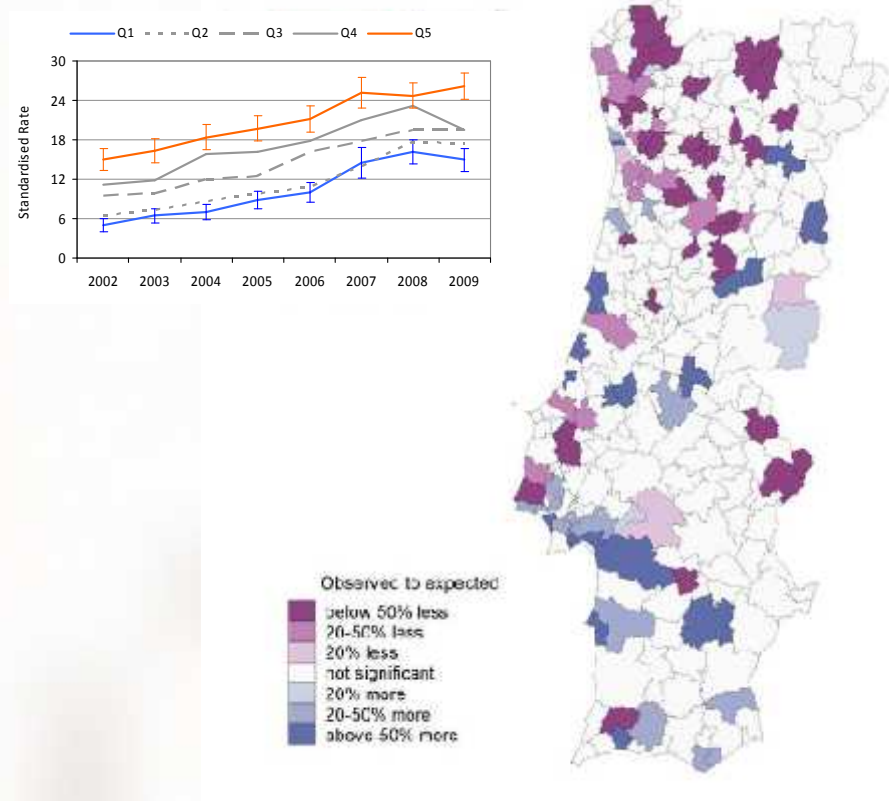 Q1 Q2 Q3 Q4 Q5
30
24
18
12
6
0
Standardised Rate
2002 2003 2004 2005 2006 2007 2008 2009
Observed to expected
below 50% less
20-50% less
20% less
not significant
20% more
20-50% more
above 50% more